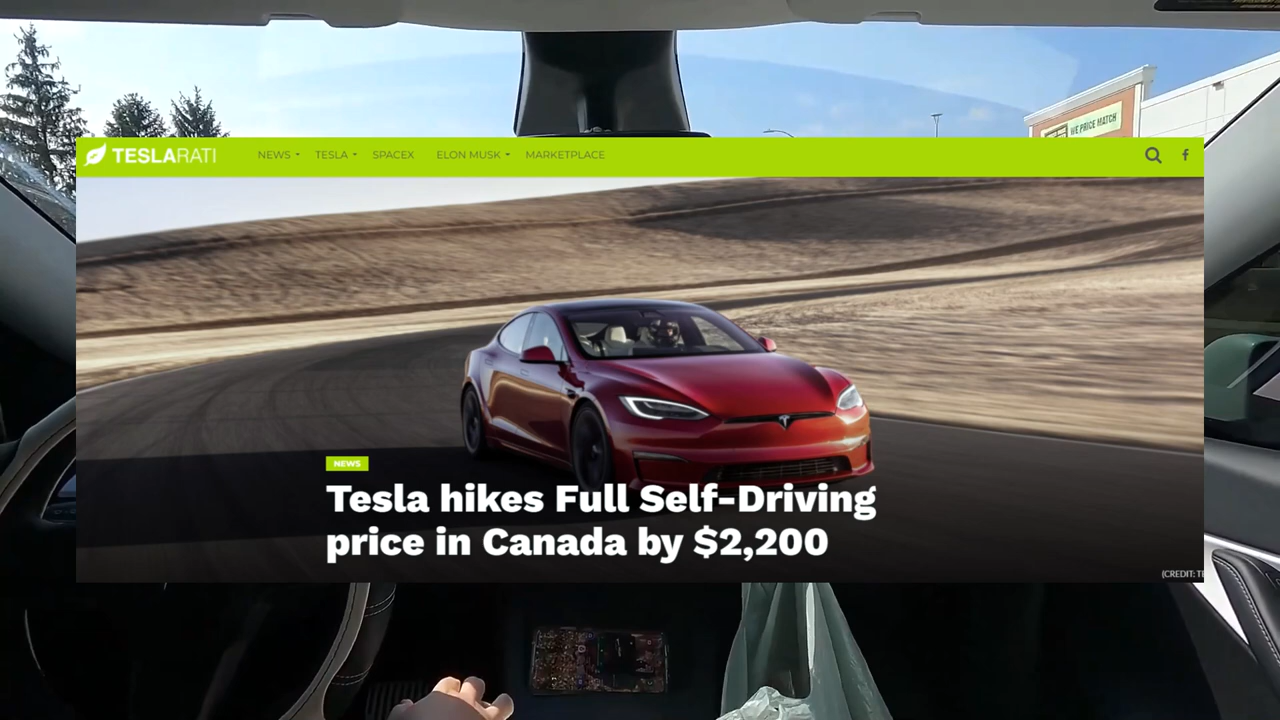 WE PRICE MATCH
TESLARATI
NEWS
TESLA
SPACEX
ELON MUSK
MARKETPLACE
NEWS
Tesla hikes Full Self-Driving
price in Canada by $2,200
(CREDIT: